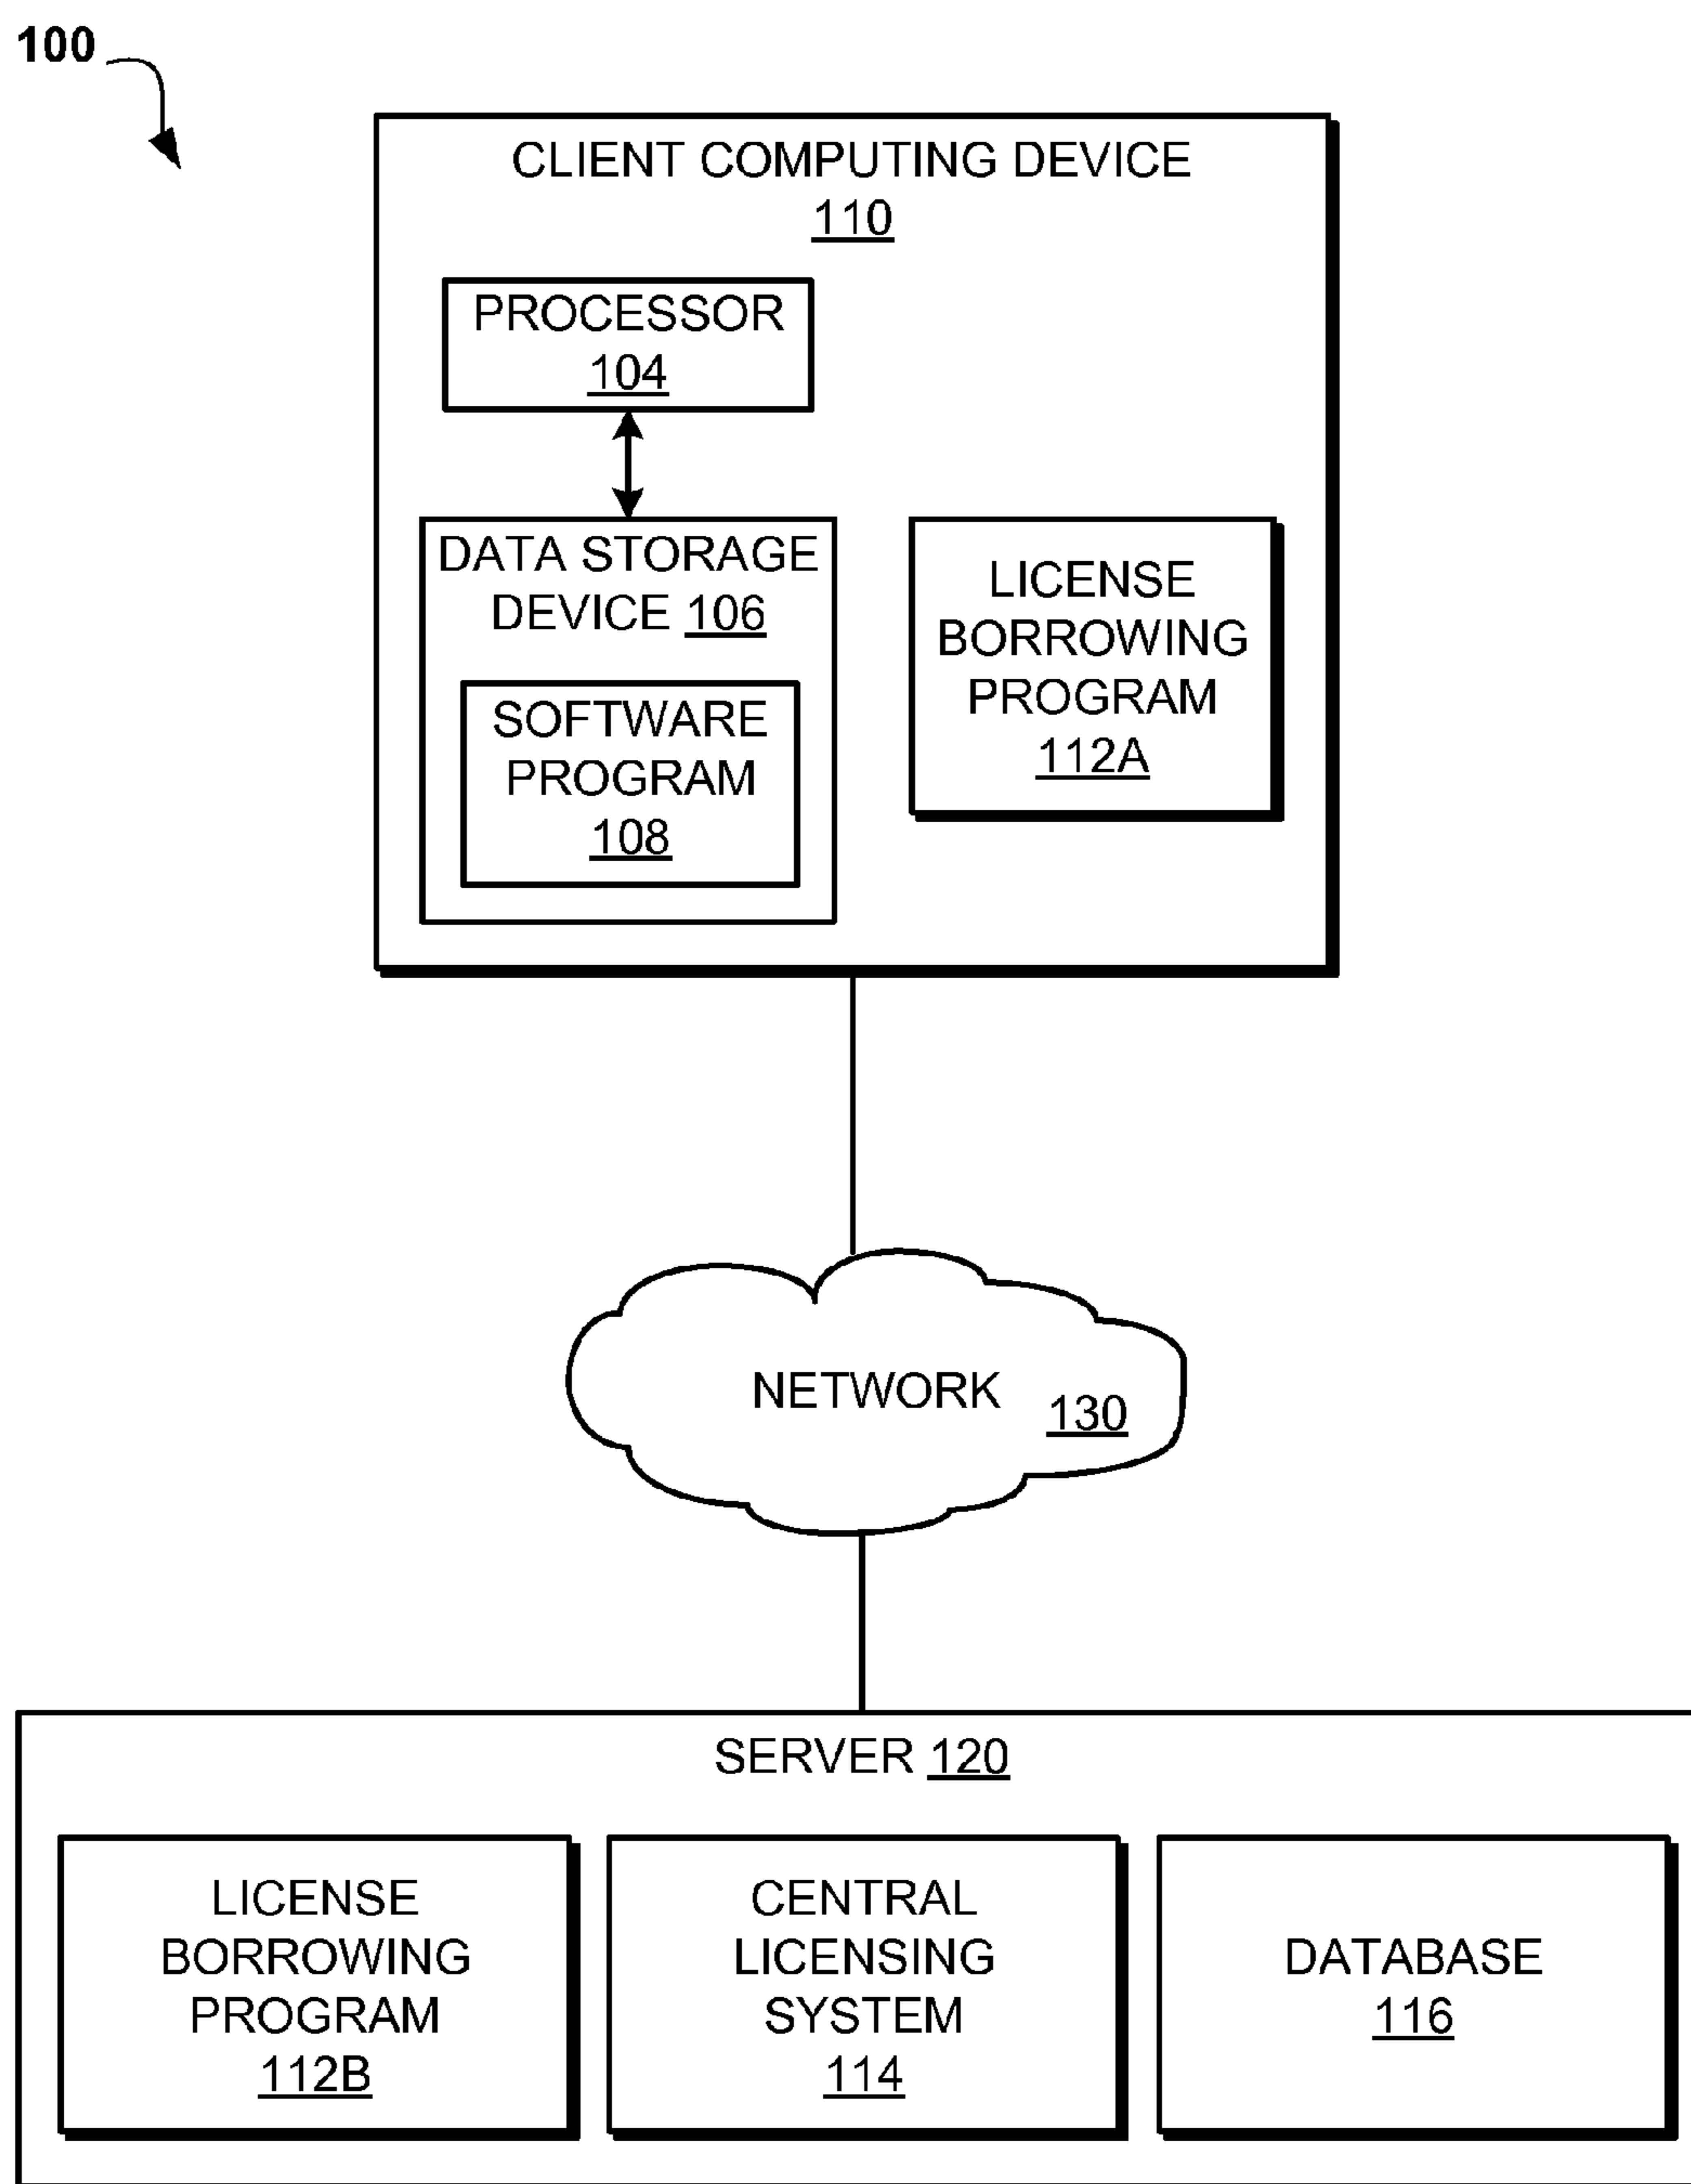 100
CLIENT COMPUTING DEVICE
110
PROCESSOR
104
DATA STORAGE
DEVICE 106
SOFTWARE
PROGRAM
108
LICENSE
BORROWING
PROGRAM
112A
NETWORK
130
SERVER 120
LICENSE
BORROWING
PROGRAM
112B
CENTRAL
LICENSING
SYSTEM
114
DATABASE
116